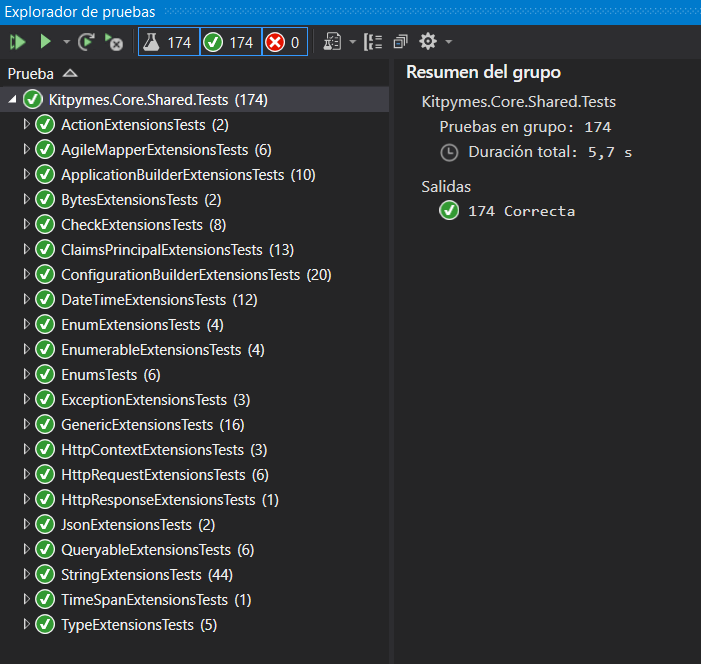 Explorador de pruebas
174 174 0
Prueba
Kitpymes.Core.Shared.Tests (174)
ActionExtensionsTests (2)
AgileMapperExtensionsTests (6)
ApplicationBuilderExtensionsTests (10)
BytesExtensionsTests (2)
CheckExtensionsTests (8)
ClaimsPrincipalExtensionsTests (13)
ConfigurationBuilderExtensionsTests (20)
DateTimeExtensionsTests (12)
EnumExtensionsTests (4)
EnumerableExtensionsTests (4)
EnumsTests (6)
ExceptionExtensionsTests (3)
GenericExtensionsTests (16)
HttpContextExtensionsTests (3)
HttpRequestExtensionsTests (6)
HttpResponseExtensionsTests (1)
JsonExtensionsTests (2)
QueryableExtensionsTests (6)
StringExtensionsTests (44)
TimeSpanExtensionsTests (1)
TypeExtensionsTests (5)
Resumen del grupo
Kitpymes.Core.Shared.Tests
Pruebas en grupo: 174
Duración total: 5,7 s
Salidas
174 Correcta